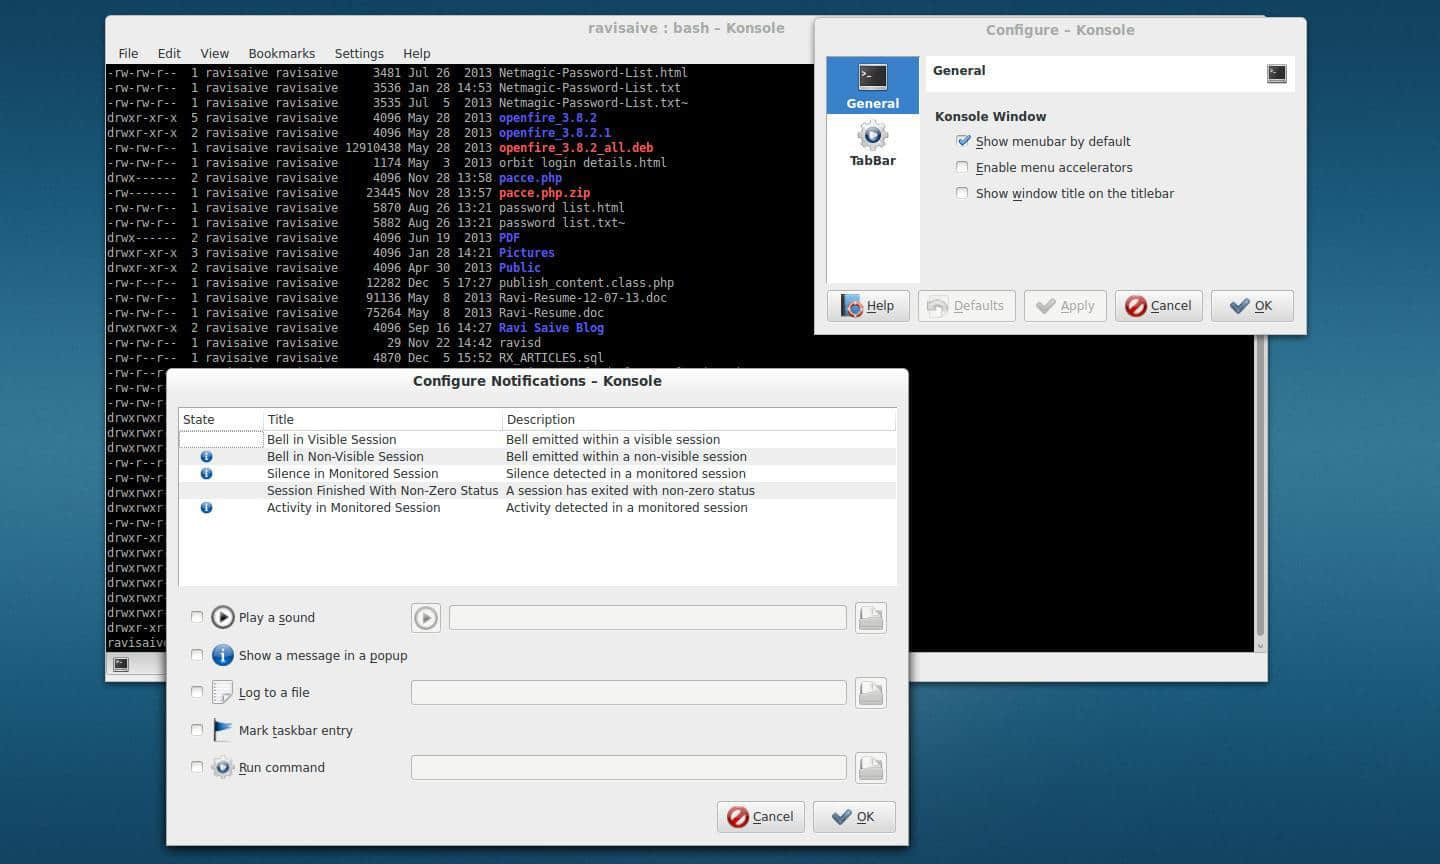 ravisaive : bash – Konsole
File Edit View Bookmarks Settings Help
-rw-rw-r-- 1 ravisaive ravisaive 3481 Jul 26 2013 Netmagic-Password-List.html
-rw-rw-r-- 1 ravisaive ravisaive 3536 Jan 28 14:53 Netmagic-Password-List.txt
-rw-rw-r-- 1 ravisaive ravisaive 3535 Jul 5 2013 Netmagic-Password-List.txt~
drwxr-xr-x 5 ravisaive ravisaive 4096 May 28 2013 openfire_3.8.2
drwxr-xr-x 2 ravisaive ravisaive 4096 May 28 2013 openfire_3.8.2.1
-rw-rw-r-- 1 ravisaive ravisaive 12910438 May 28 2013 openfire_3.8.2_all.deb
-rw-rw-r-- 1 ravisaive ravisaive 1174 May 3 2013 orbit login details.html
drwx------ 2 ravisaive ravisaive 4096 Nov 28 13:58 pacce.php
-rw------- 1 ravisaive ravisaive 23445 Nov 28 13:57 pacce.php.zip
-rw-rw-r-- 1 ravisaive ravisaive 5870 Aug 26 13:21 password list.html
-rw-rw-r-- 1 ravisaive ravisaive 5882 Aug 26 13:21 password list.txt~
drwx------ 2 ravisaive ravisaive 4096 Jun 19 2013 PDF
drwxr-xr-x 3 ravisaive ravisaive 4096 Jan 28 14:21 Pictures
drwxr-xr-x 2 ravisaive ravisaive 4096 Apr 30 2013 Public
-rw-r--r-- 1 ravisaive ravisaive 12282 Dec 5 17:27 publish_content.class.php
-rw-rw-r-- 1 ravisaive ravisaive 91136 May 8 2013 Ravi-Resume-12-07-13.doc
-rw-rw-r-- 1 ravisaive ravisaive 75264 May 8 2013 Ravi-Resume.doc
drwxrwxr-x 2 ravisaive ravisaive 4096 Sep 16 14:27 Ravi Saive Blog
-rw-rw-r-- 1 ravisaive ravisaive 29 Nov 22 14:42 ravisd
-rw-r--r-- 1 ravisaive ravisaive 4870 Dec 5 15:52 RX_ARTICLES.sql
-rw-r--r
-rw-rw-r
-rw-rw-r
drwxrwxr
drwxrwxr
drwxrwxr
-rw-r--r
-rw-rw-r
drwxrwxr
drwxrwxr
-rw-rw-r
drwxr-xr
drwxrwxr
drwxrwxr
drwxrwxr
drwxrwxr
drwxrwxr
drwxr-xr
ravisaive
Configure – Konsole
General
TabBar
General
Konsole Window
Show menubar by default
Enable menu accelerators
Show window title on the titlebar
Help Defaults Apply Cancel OK
Configure Notifications – Konsole
State Title Description
Bell in Visible Session Bell emitted within a visible session
Bell in Non-Visible Session Bell emitted within a non-visible session
Silence in Monitored Session Silence detected in a monitored session
Session Finished With Non-Zero Status A session has exited with non-zero status
Activity in Monitored Session Activity detected in a monitored session
Play a sound
Show a message in a popup
Log to a file
Mark taskbar entry
Run command
Cancel OK